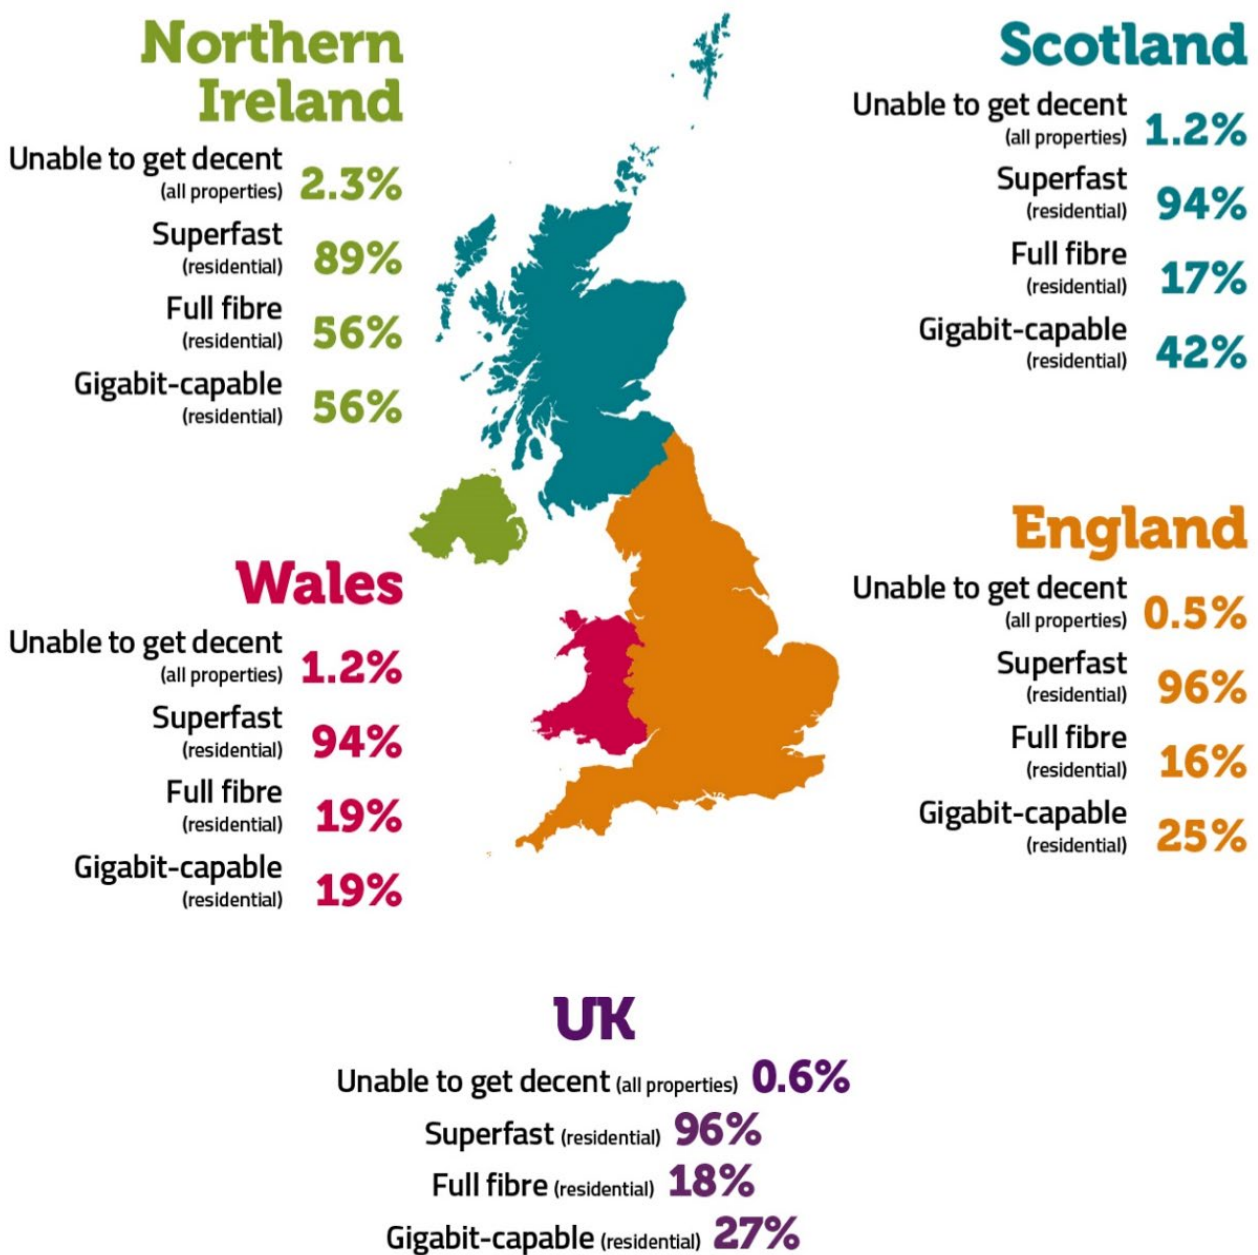 Northern
Ireland
Unable to get decent
(all properties) 2.3%
Superfast
(residential) 89%
Full fibre
(residential) 56%
Gigabit-capable
(residential) 56%
Scotland
Unable to get decent
(all properties) 1.2%
Superfast
(residential) 94%
Full fibre
(residential) 17%
Gigabit-capable
(residential) 42%
Wales
Unable to get decent
(all properties) 1.2%
Superfast
(residential) 94%
Full fibre
(residential) 19%
Gigabit-capable
(residential) 19%
England
Unable to get decent
(all properties) 0.5%
Superfast
(residential) 96%
Full fibre
(residential) 16%
Gigabit-capable
(residential) 25%
UK
Unable to get decent (all properties) 0.6%
Superfast (residential) 96%
Full fibre (residential) 18%
Gigabit-capable (residential) 27%